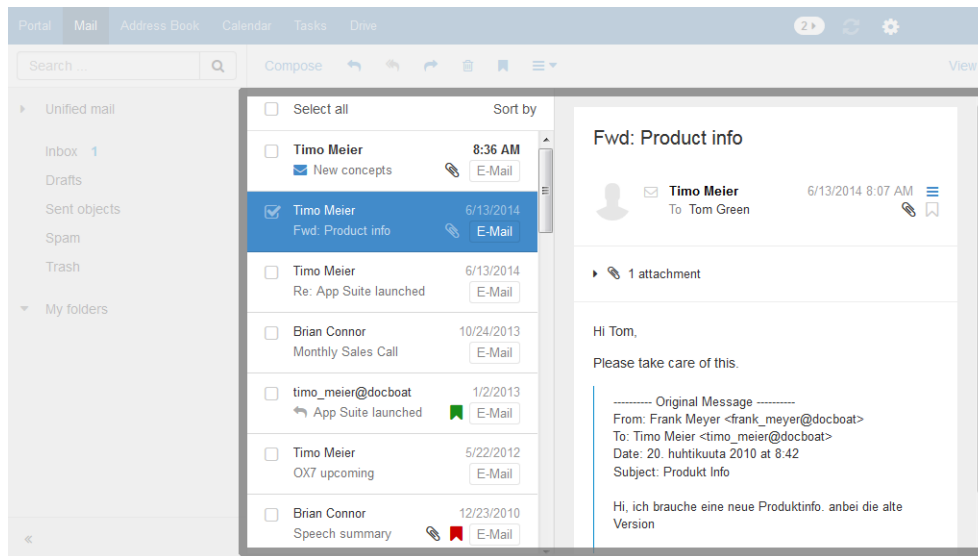 Portal Mail Address Book Calendar Tasks Drive 2
Search ... Compose View
Unified mail
Inbox 1
Drafts
Sent objects
Spam
Trash
My folders
Select all Sort by
Timo Meier 8:36 AM
New concepts E-Mail
Timo Meier 6/13/2014
Fwd: Product info E-Mail
Timo Meier 6/13/2014
Re: App Suite launched E-Mail
Brian Connor 10/24/2013
Monthly Sales Call E-Mail
timo_meier@docboat 1/2/2013
App Suite launched E-Mail
Timo Meier 5/22/2012
OX7 upcoming E-Mail
Brian Connor 12/23/2010
Speech summary E-Mail
Fwd: Product info
Timo Meier 6/13/2014 8:07 AM
To Tom Green
1 attachment
Hi Tom,
Please take care of this.
---------- Original Message ----------
From: Frank Meyer <frank_meyer@docboat>
To: Timo Meier <timo_meier@docboat>
Date: 20. huhtikuuta 2010 at 8:42
Subject: Produkt Info
Hi, ich brauche eine neue Produktinfo. anbei die alte
Version